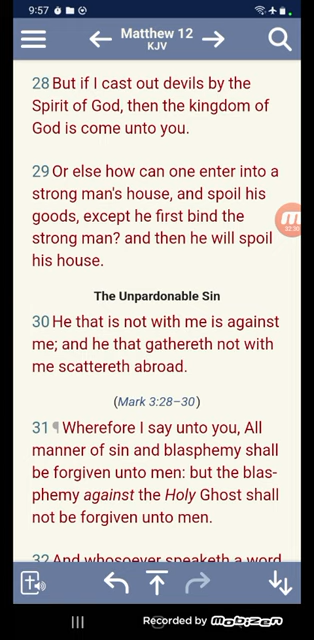 9:57
Matthew 12
KJV
28 But if I cast out devils by the
Spirit of God, then the kingdom of
God is come unto you.
29 Or else how can one enter into a
strong man's house, and spoil his
goods, except he first bind the
strong man? and then he will spoil
his house.
The Unpardonable Sin
30 He that is not with me is against
me; and he that gathereth not with
me scattereth abroad.
(Mark 3:28–30)
31 ¶ Wherefore I say unto you, All
manner of sin and blasphemy shall
be forgiven unto men: but the blas-
phemy against the Holy Ghost shall
not be forgiven unto men.
32 And whosoever speaketh a word
Recorded by Mobizen